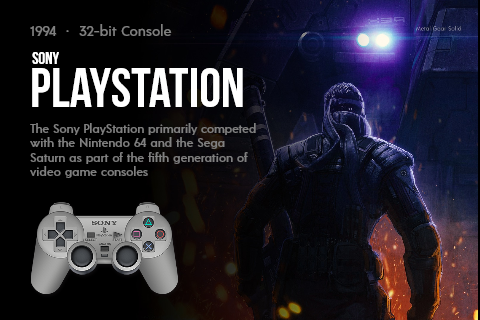 1994 · 32-bit Console
Metal Gear Solid
SONY
PLAYSTATION
The Sony PlayStation primarily competed
with the Nintendo 64 and the Sega
Saturn as part of the fifth generation of
video game consoles
SONY